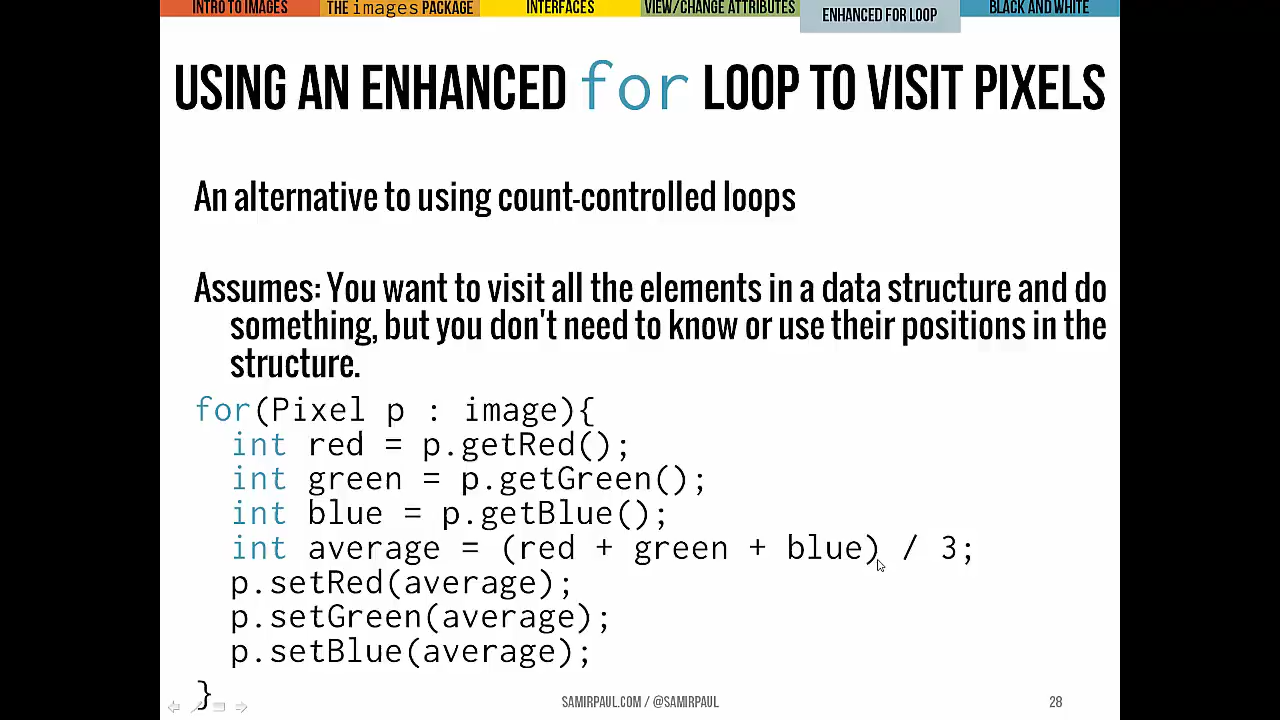 INTRO TO IMAGES THE images PACKAGE INTERFACES VIEW/CHANGE ATTRIBUTES ENHANCED FOR LOOP BLACK AND WHITE
USING AN ENHANCED for LOOP TO VISIT PIXELS
An alternative to using count-controlled loops
Assumes: You want to visit all the elements in a data structure and do
something, but you don't need to know or use their positions in the
structure.
for(Pixel p : image){
int red = p.getRed();
int green = p.getGreen();
int blue = p.getBlue();
int average = (red + green + blue) / 3;
p.setRed(average);
p.setGreen(average);
p.setBlue(average);
}
SAMIRPAUL.COM / @SAMIRPAUL 28